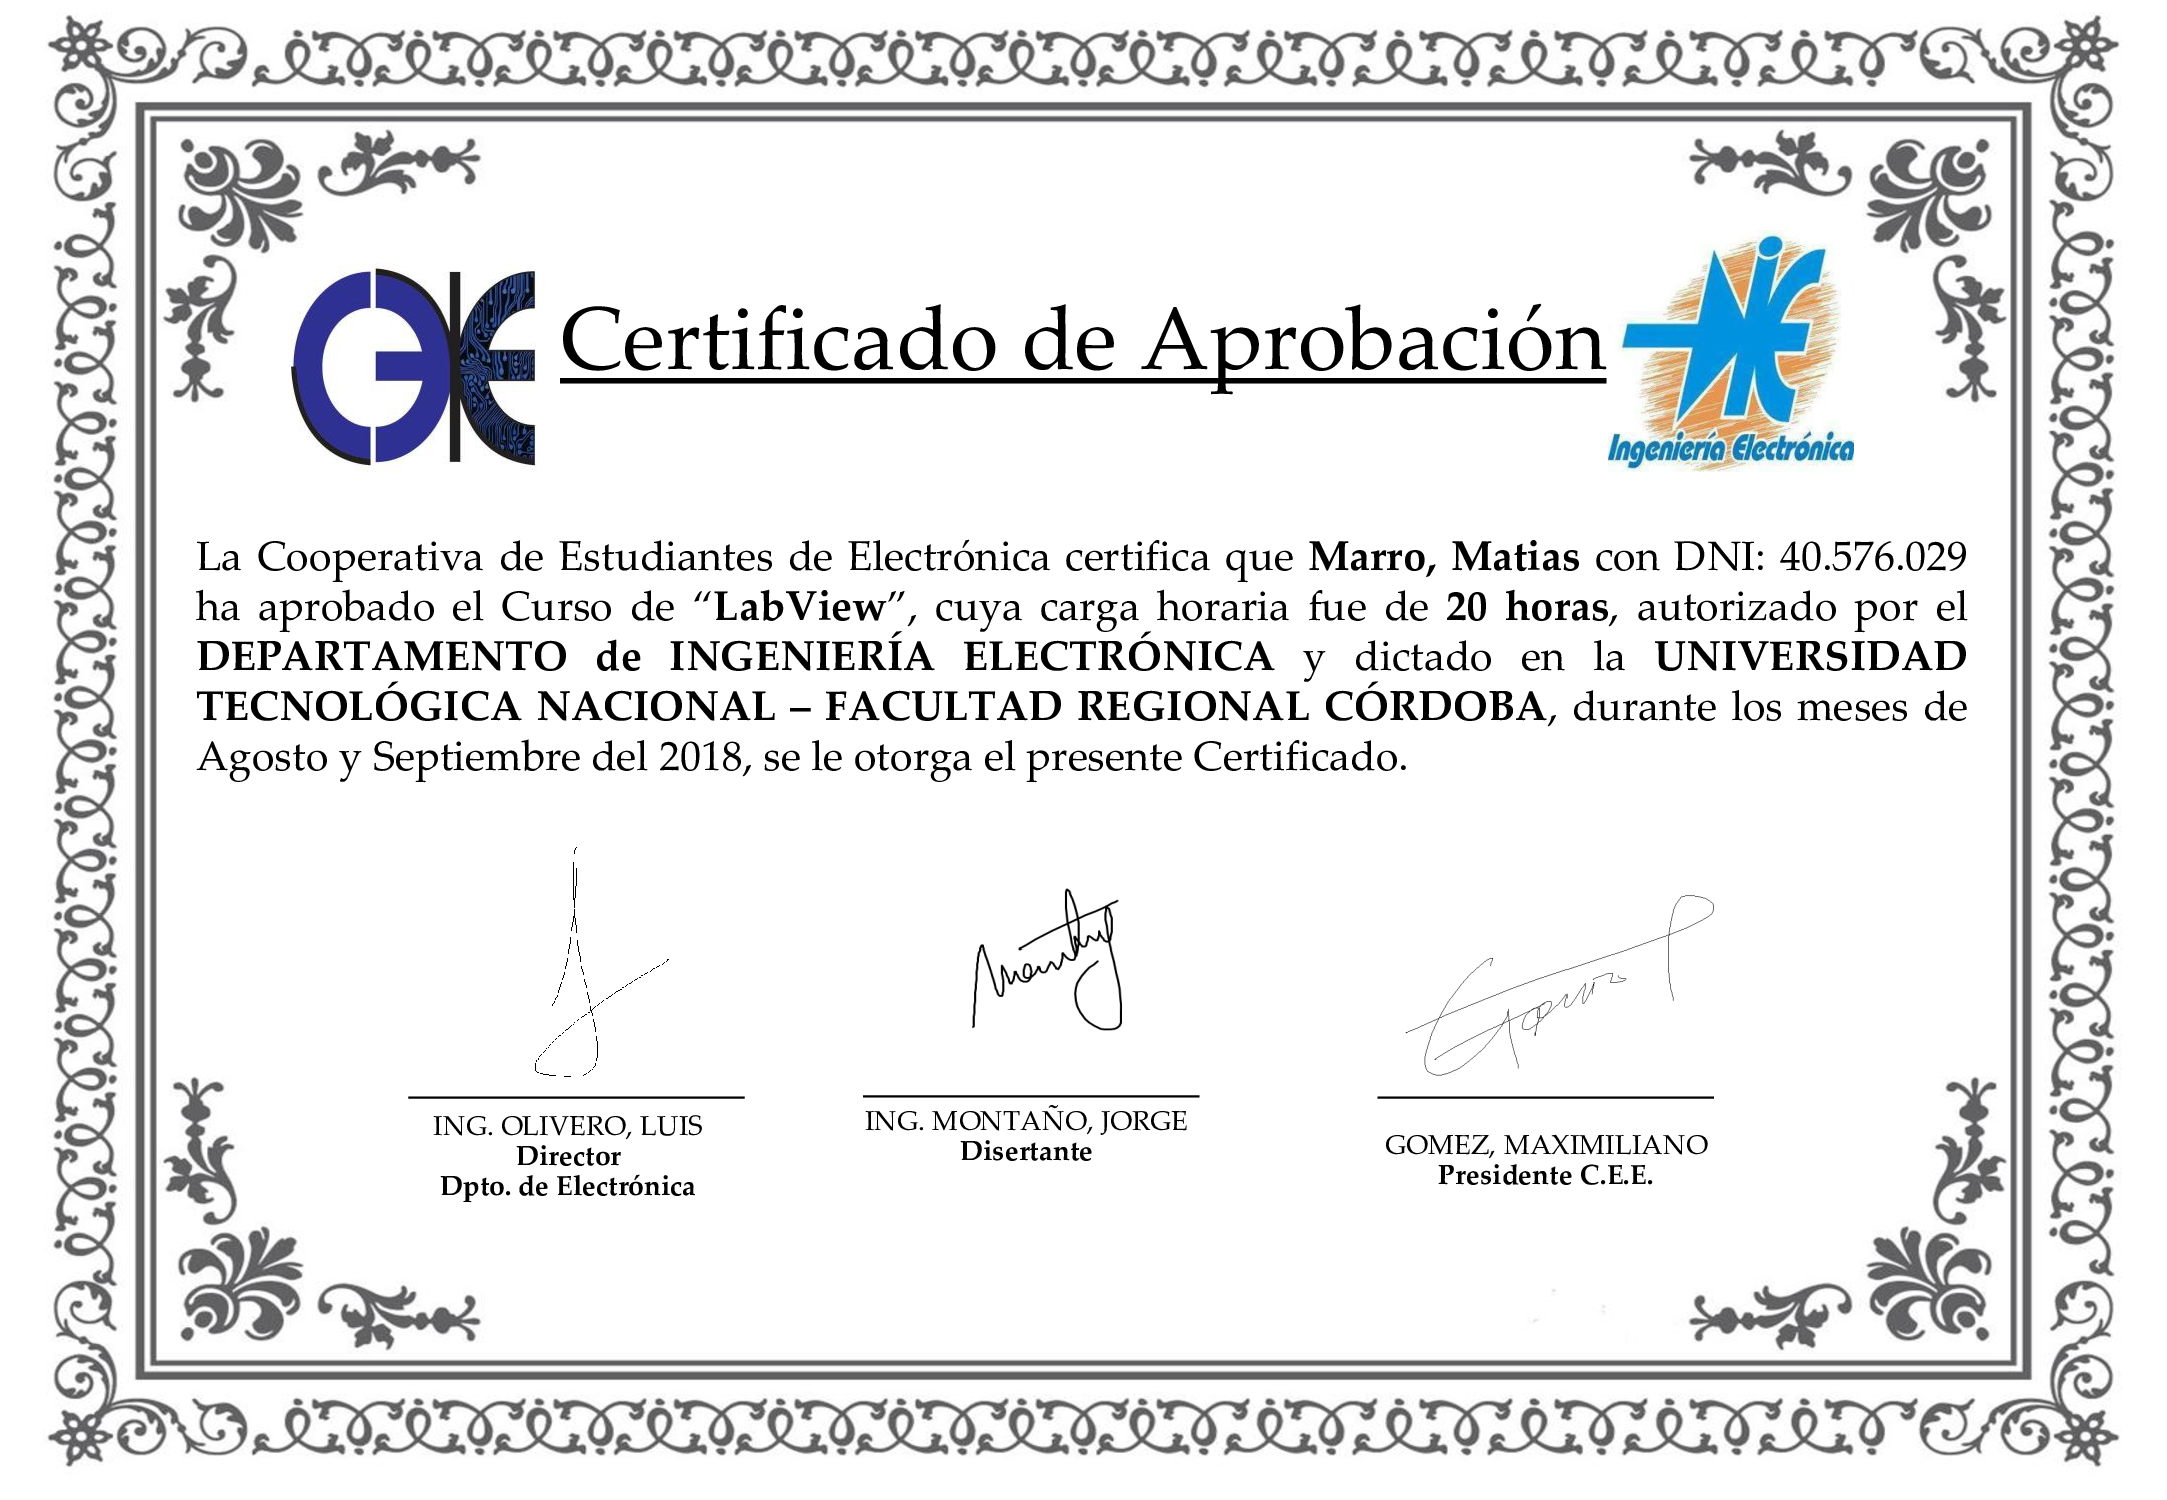 Certificado de Aprobación
Ingeniería Electrónica
La Cooperativa de Estudiantes de Electrónica certifica que Marro, Matias con DNI: 40.576.029
ha aprobado el Curso de “LabView”, cuya carga horaria fue de 20 horas, autorizado por el
DEPARTAMENTO de INGENIERÍA ELECTRÓNICA y dictado en la UNIVERSIDAD
TECNOLÓGICA NACIONAL – FACULTAD REGIONAL CÓRDOBA, durante los meses de
Agosto y Septiembre del 2018, se le otorga el presente Certificado.
ING. OLIVERO, LUIS
Director
Dpto. de Electrónica
ING. MONTAÑO, JORGE
Disertante
GOMEZ, MAXIMILIANO
Presidente C.E.E.